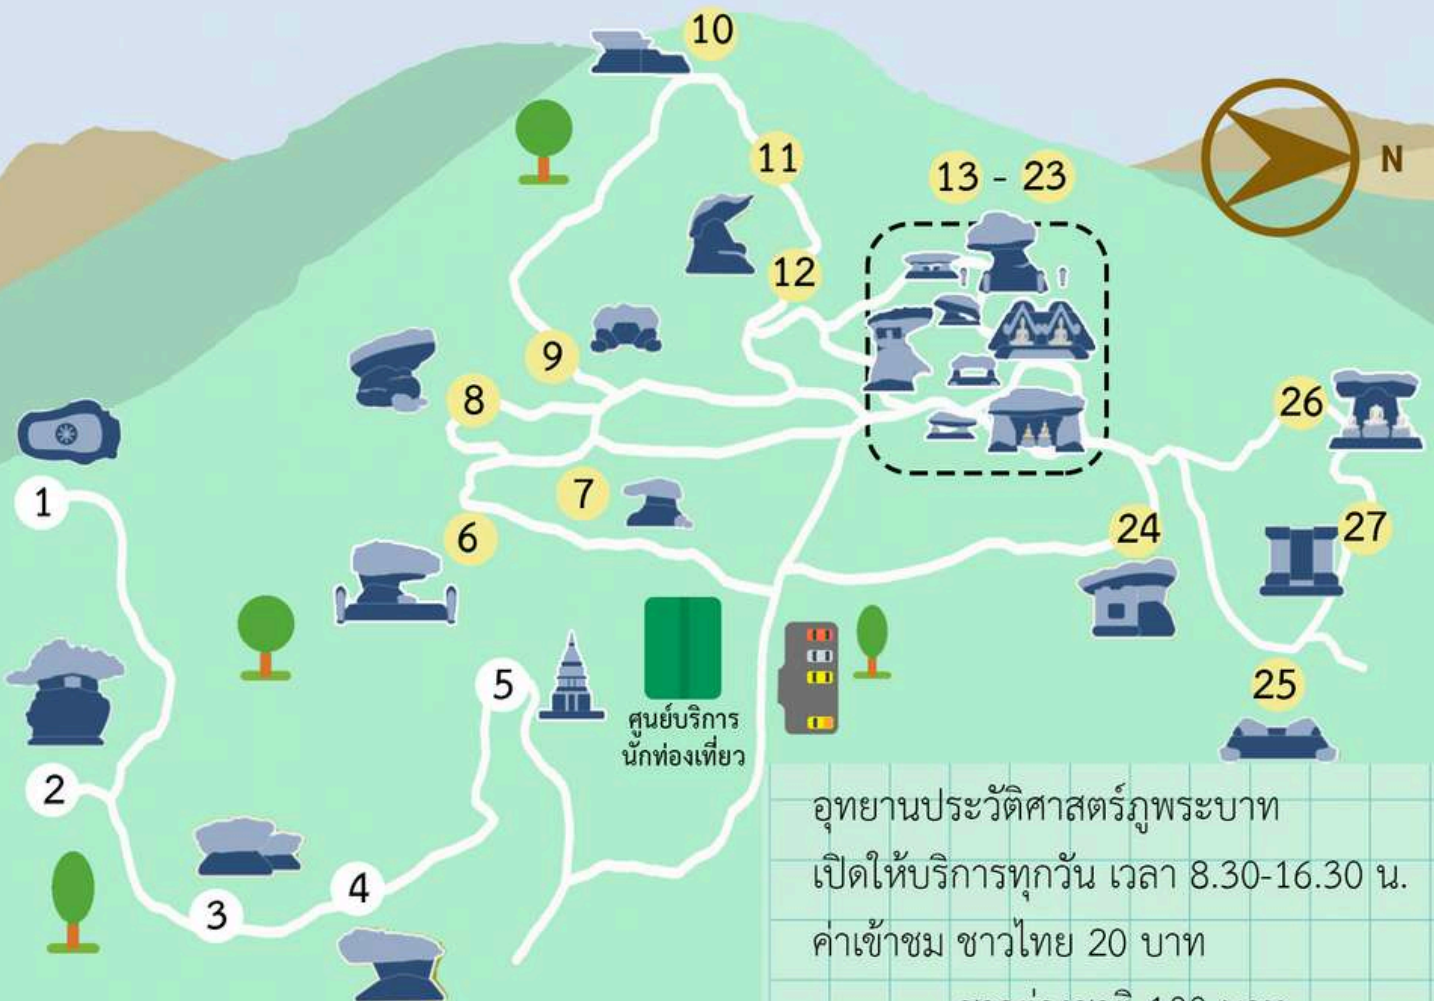 10
11
13 - 23
N
12
9
8
26
1
7
6
24
27
5
25
ศูนย์บริการ
นักท่องเที่ยว
2
4
3
อุทยานประวัติศาสตร์ภูพระบาท
เปิดให้บริการทุกวัน เวลา 8.30-16.30 น.
ค่าเข้าชม ชาวไทย 20 บาท